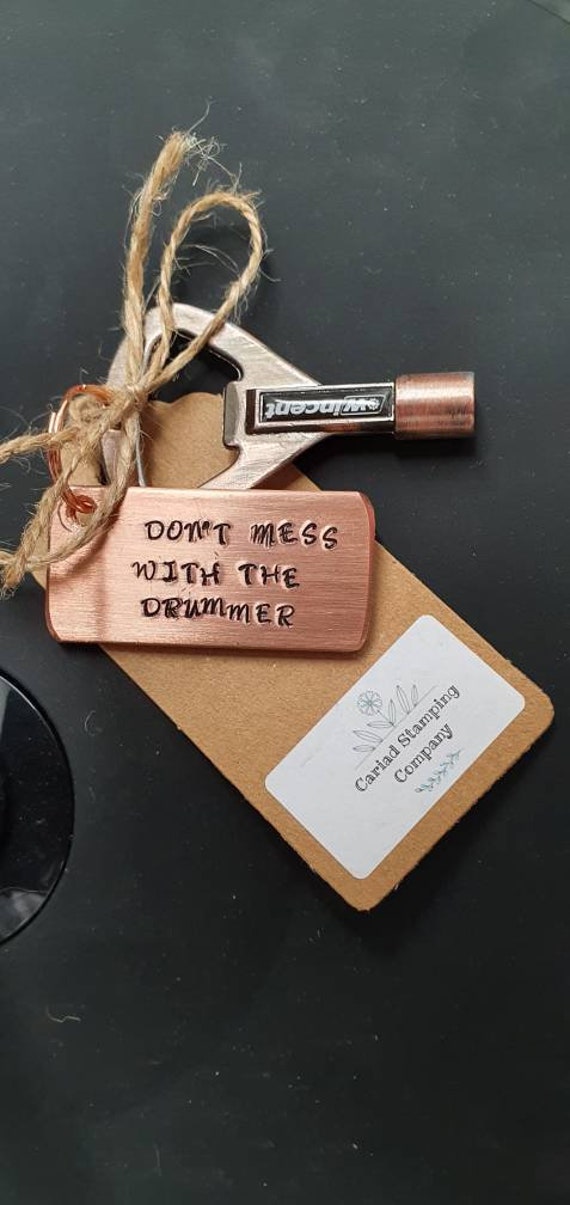 Wincent
DON'T MESS
WITH THE
DRUMMER
Cariad Stamping
Company